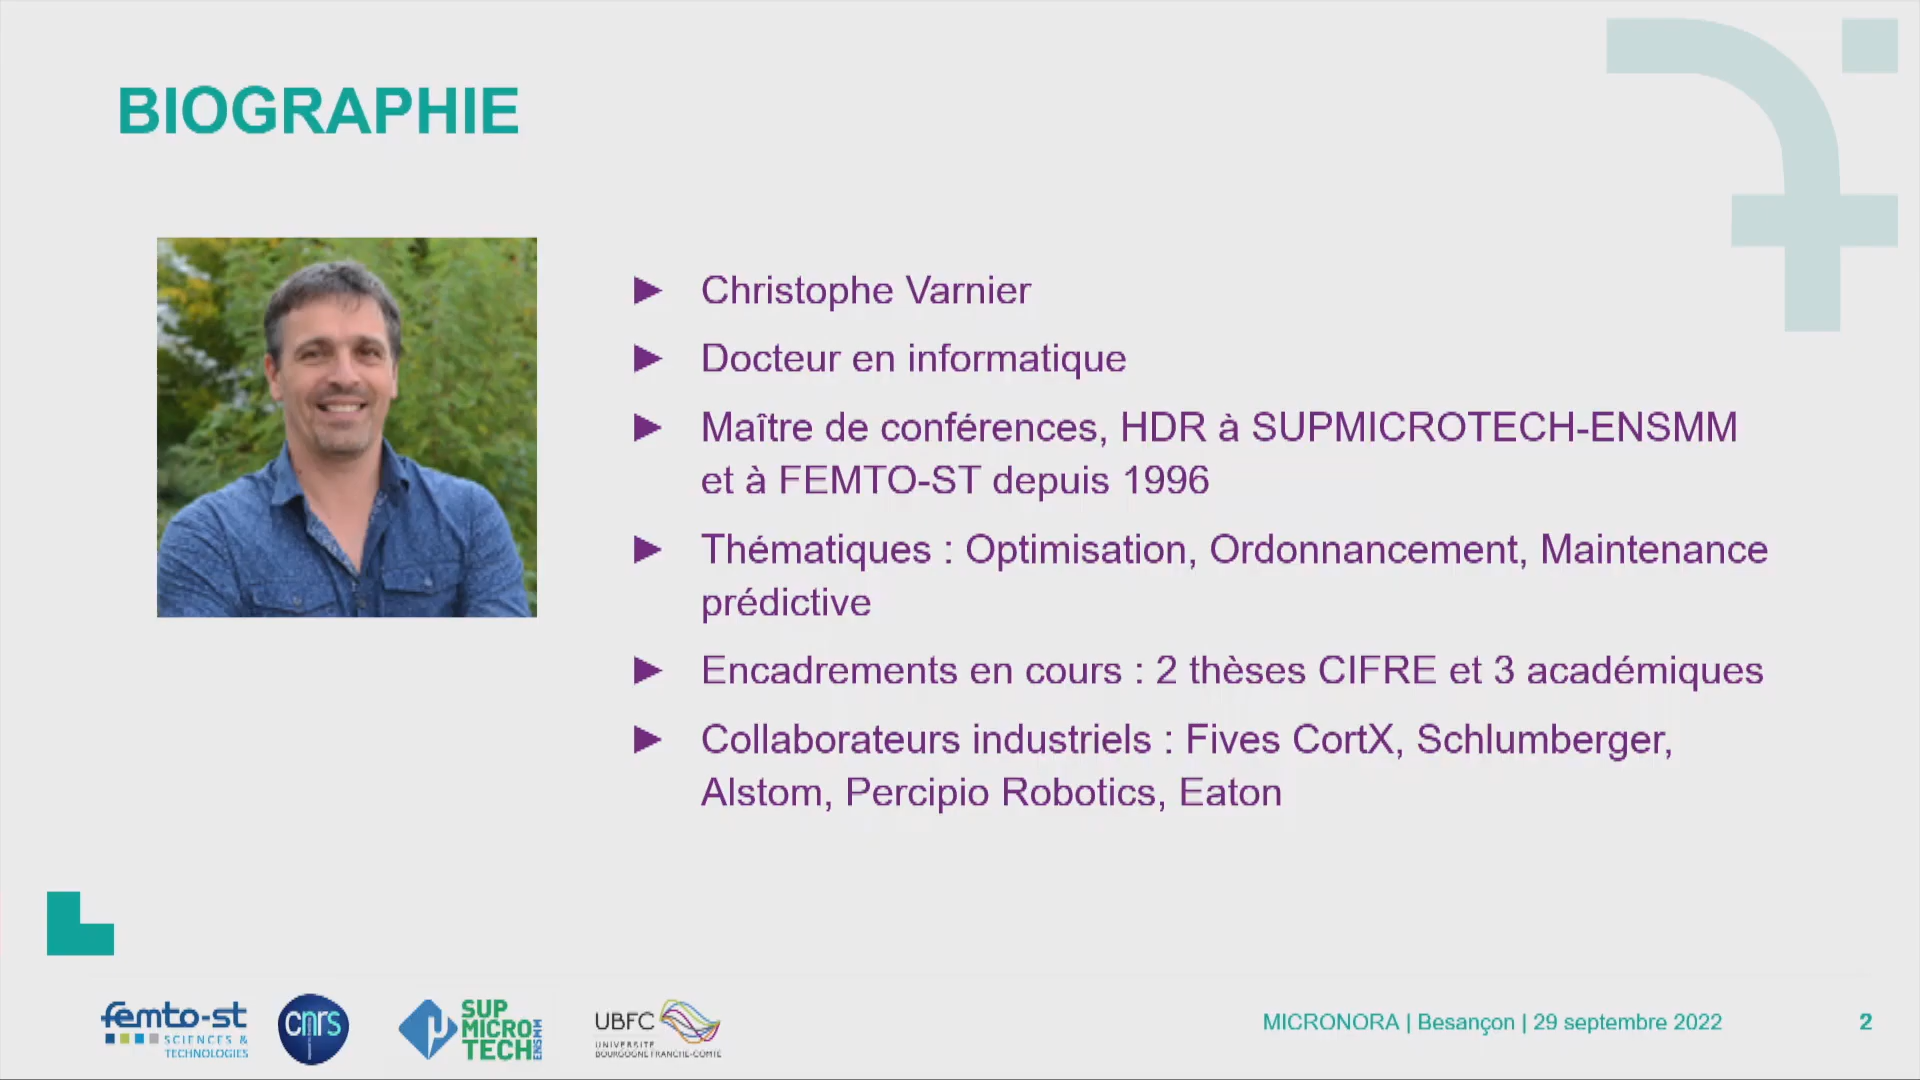 BIOGRAPHIE
► Christophe Varnier
► Docteur en informatique
► Maître de conférences, HDR à SUPMICROTECH-ENSMM
et à FEMTO-ST depuis 1996
► Thématiques : Optimisation, Ordonnancement, Maintenance
prédictive
► Encadrements en cours : 2 thèses CIFRE et 3 académiques
► Collaborateurs industriels : Fives CortX, Schlumberger,
Alstom, Percipio Robotics, Eaton
femto-st
SCIENCES &
TECHNOLOGIES
cnrs
µ
SUP
MICRO
TECH
ENSMM
UBFC
UNIVERSITÉ
BOURGOGNE FRANCHE-COMTÉ
MICRONORA | Besançon | 29 septembre 2022
2